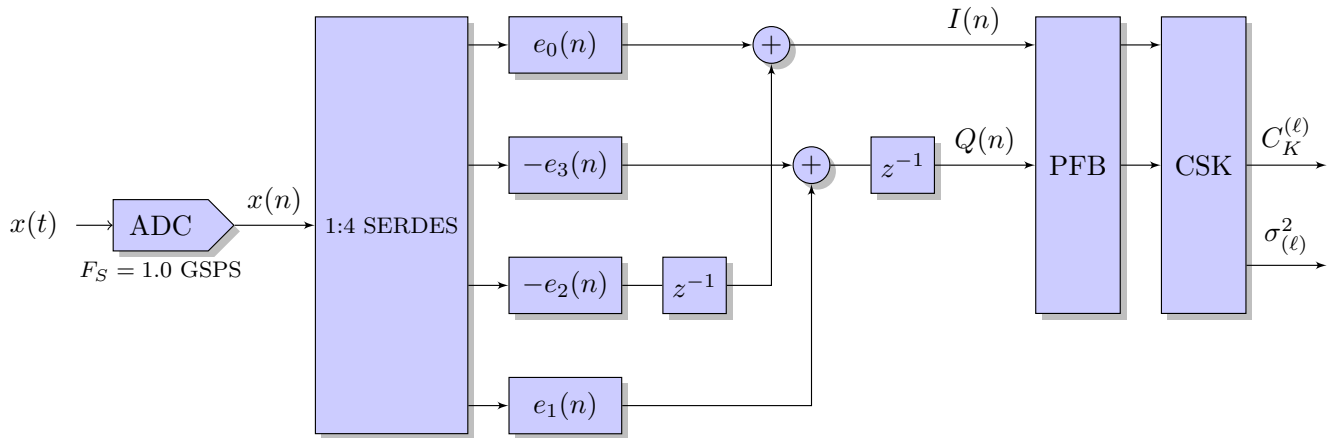 x(t)
ADC
F_S = 1.0 GSPS
x(n)
1:4 SERDES
e_0(n)
−e_3(n)
−e_2(n)
e_1(n)
z^{−1}
+
+
z^{−1}
I(n)
Q(n)
PFB
CSK
C_K^{(ℓ)}
σ^2_{(ℓ)}